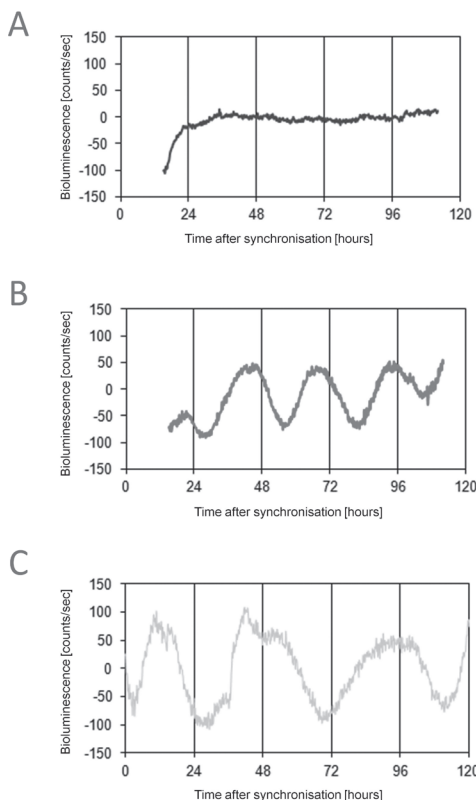 A
Bioluminescence [counts/sec]
150
100
50
0
-50
-100
-150
0 24 48 72 96 120
Time after synchronisation [hours]
B
Bioluminescence [counts/sec]
150
100
50
0
-50
-100
-150
0 24 48 72 96 120
Time after synchronisation [hours]
C
Bioluminescence [counts/sec]
150
100
50
0
-50
-100
-150
0 24 48 72 96 120
Time after synchronisation [hours]